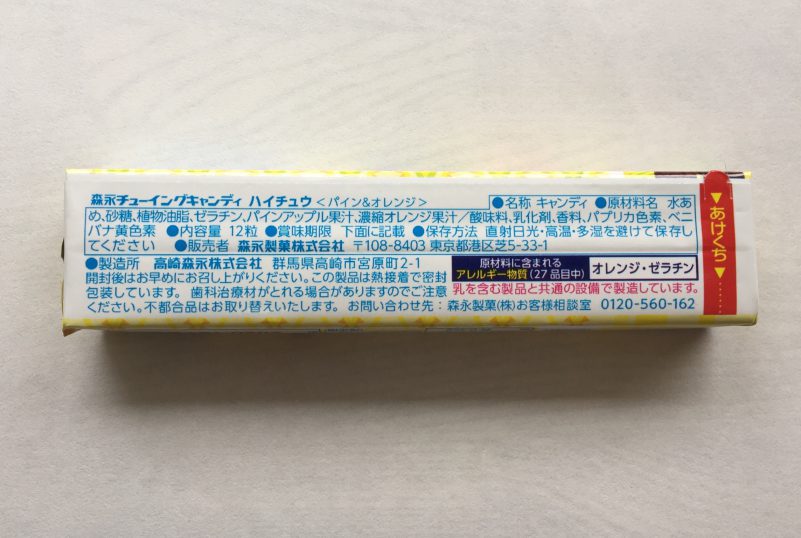 森永チューイングキャンディ ハイチュウ <パイン&オレンジ> ●名称 キャンディ ●原材料名 水あ
め、砂糖、植物油脂、ゼラチン、パインアップル果汁、濃縮オレンジ果汁/酸味料、乳化剤、香料、パプリカ色素、ベニ
バナ黄色素 ●内容量 12粒 ●賞味期限 下面に記載 ●保存方法 直射日光・高温・多湿を避けて保存し
てください ●販売者 森永製菓株式会社 〒108-8403 東京都港区芝5-33-1
●製造所 高崎森永株式会社 群馬県高崎市宮原町2-1
開封後はお早めにお召し上がりください。この製品は熱接着で密封
包装しています。 歯科治療材がとれる場合がありますのでご注意
ください。不都合品はお取り替えいたします。 お問い合わせ先:森永製菓(株)お客様相談室 0120-560-162
原材料に含まれる
アレルギー物質(27品目中)
オレンジ・ゼラチン
乳を含む製品と共通の設備で製造しています。
▼あけくち▼